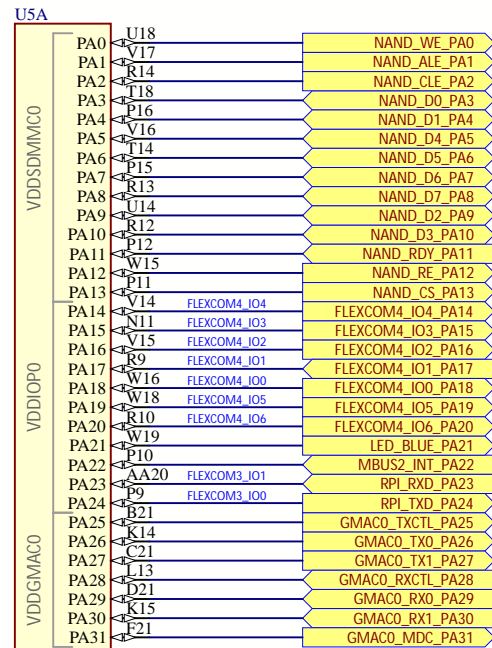 U5A
VDDSDMMC0
VDDIOP0
VDDGMAC0
PA0 U18 NAND_WE_PA0
PA1 V17 NAND_ALE_PA1
PA2 R14 NAND_CLE_PA2
PA3 T18 NAND_D0_PA3
PA4 P16 NAND_D1_PA4
PA5 V16 NAND_D4_PA5
PA6 T14 NAND_D5_PA6
PA7 P15 NAND_D6_PA7
PA8 R13 NAND_D7_PA8
PA9 U14 NAND_D2_PA9
PA10 R12 NAND_D3_PA10
PA11 P12 NAND_RDY_PA11
PA12 W15 NAND_RE_PA12
PA13 P11 NAND_CS_PA13
PA14 V14 FLEXCOM4_IO4 FLEXCOM4_IO4_PA14
PA15 N11 FLEXCOM4_IO3 FLEXCOM4_IO3_PA15
PA16 V15 FLEXCOM4_IO2 FLEXCOM4_IO2_PA16
PA17 R9 FLEXCOM4_IO1 FLEXCOM4_IO1_PA17
PA18 W16 FLEXCOM4_IO0 FLEXCOM4_IO0_PA18
PA19 W18 FLEXCOM4_IO5 FLEXCOM4_IO5_PA19
PA20 R10 FLEXCOM4_IO6 FLEXCOM4_IO6_PA20
PA21 W19 LED_BLUE_PA21
PA22 P10 MBUS2_INT_PA22
PA23 AA20 FLEXCOM3_IO1 RPI_RXD_PA23
PA24 P9 FLEXCOM3_IO0 RPI_TXD_PA24
PA25 B21 GMAC0_TXCTL_PA25
PA26 K14 GMAC0_TX0_PA26
PA27 C21 GMAC0_TX1_PA27
PA28 L13 GMAC0_RXCTL_PA28
PA29 D21 GMAC0_RX0_PA29
PA30 K15 GMAC0_RX1_PA30
PA31 F21 GMAC0_MDC_PA31